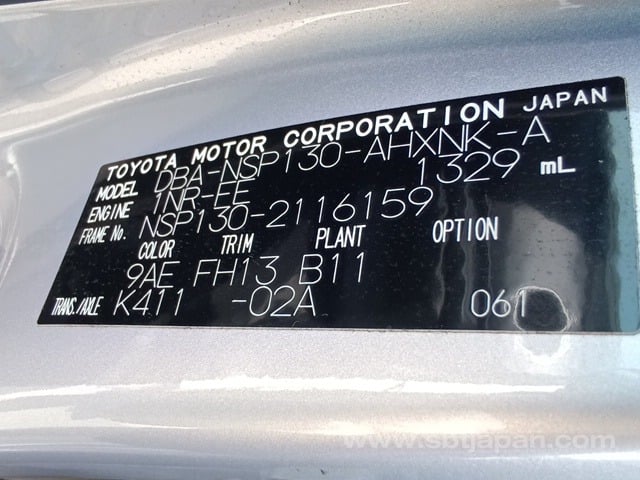 TOYOTA MOTOR CORPORATION JAPAN
MODEL DBA-NSP130-AHXNK-A
ENGINE 1NR-EE 1329 mL
FRAME No. NSP130-2116159
COLOR TRIM PLANT OPTION
9AE FH13 B11
TRANS./AXLE K411 -02A 061
www.sbtjapan.com